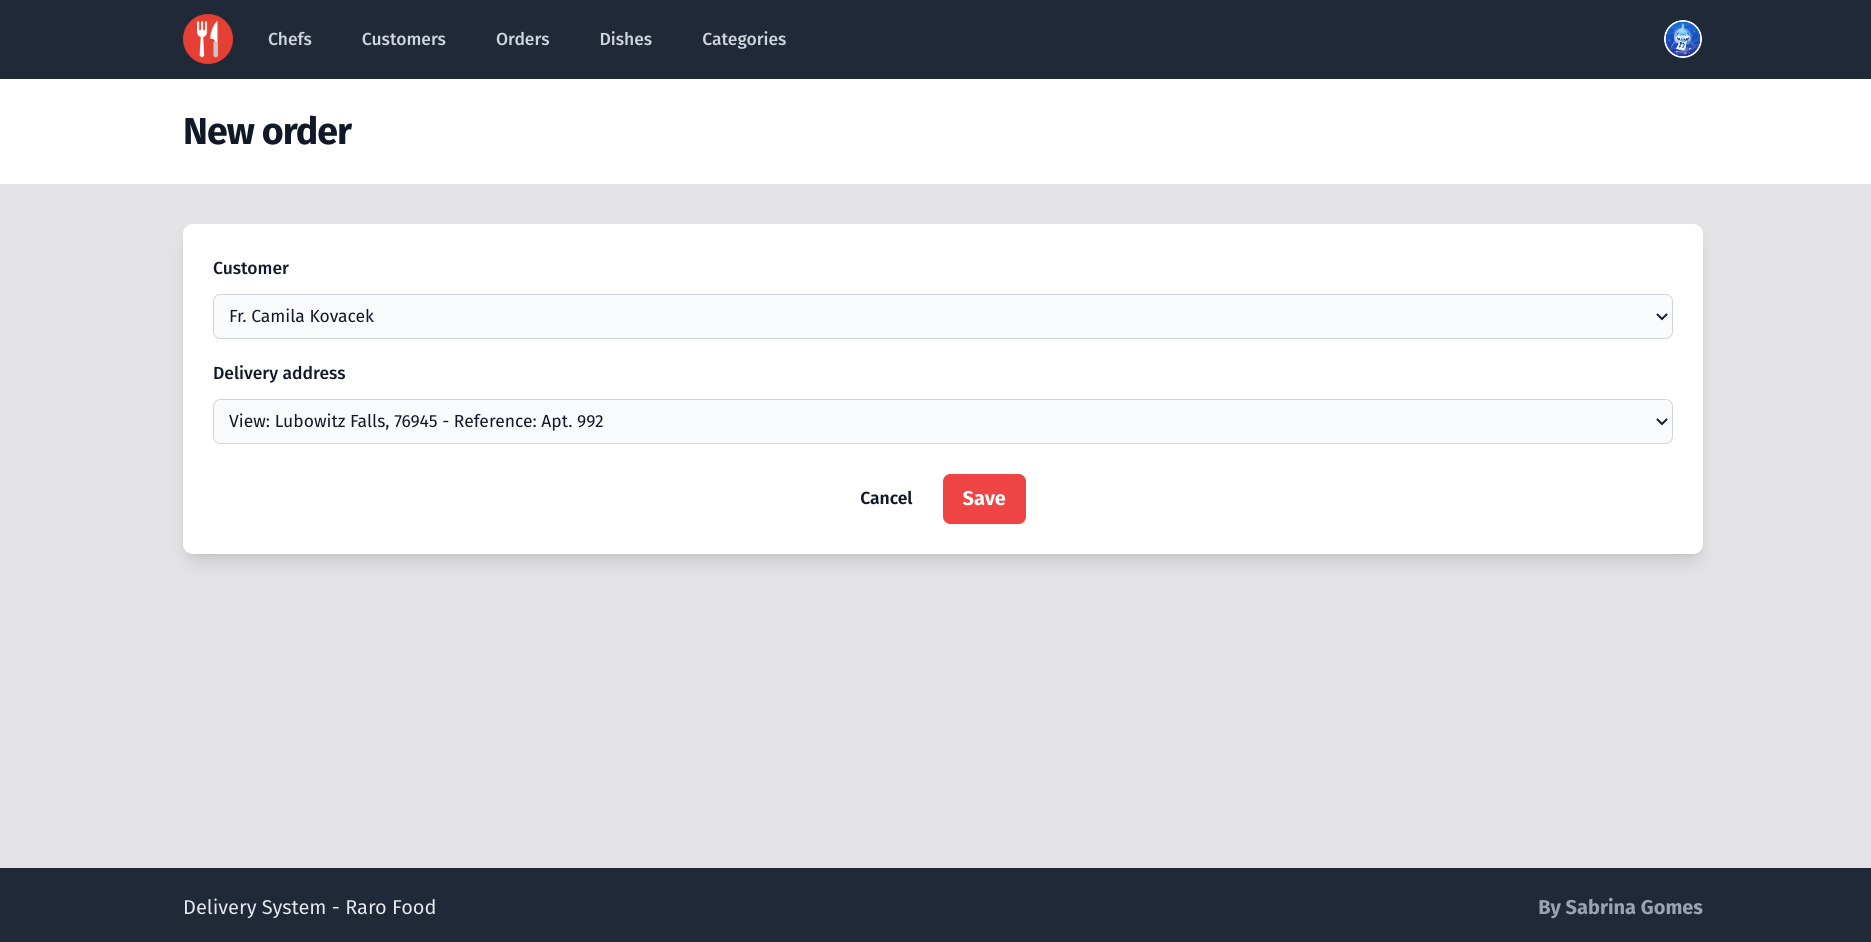 Chefs Customers Orders Dishes Categories
New order
Customer
Fr. Camila Kovacek
Delivery address
View: Lubowitz Falls, 76945 - Reference: Apt. 992
Cancel Save
Delivery System - Raro Food By Sabrina Gomes